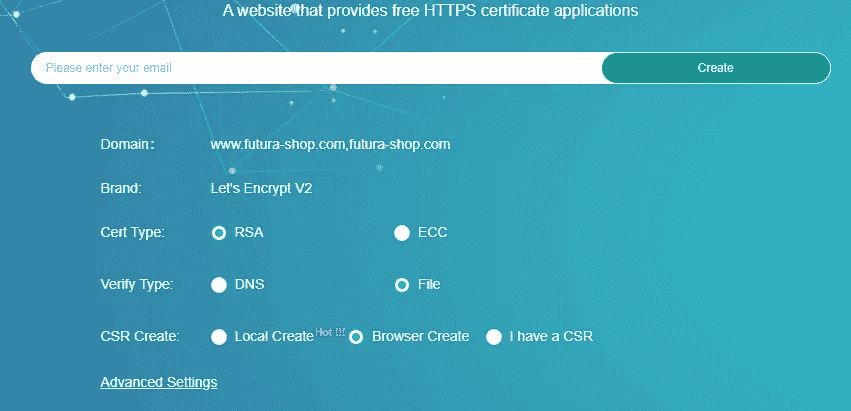 A website that provides free HTTPS certificate applications
Please enter your email
Create
Domain: www.futura-shop.com,futura-shop.com
Brand: Let's Encrypt V2
Cert Type: RSA ECC
Verify Type: DNS File
CSR Create: Local Create Hot !!! Browser Create I have a CSR
Advanced Settings